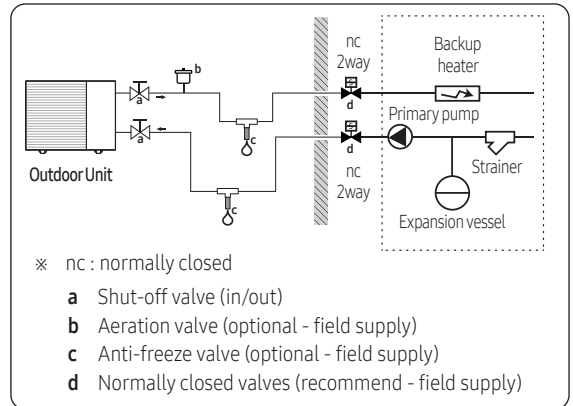 nc
2way
Backup
heater
b
a
d
c
Primary pump
a
d
Outdoor Unit
c
nc
2way
Strainer
Expansion vessel
※ nc : normally closed
a Shut-off valve (in/out)
b Aeration valve (optional - field supply)
c Anti-freeze valve (optional - field supply)
d Normally closed valves (recommend - field supply)